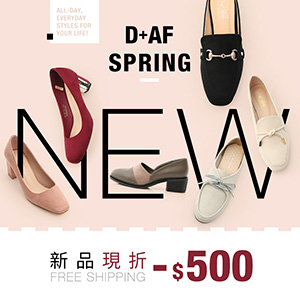 ALL-DAY,
EVERYDAY
STYLES FOR
YOUR LIFE!
D+AF
SPRING
NEW
新品現折
FREE SHIPPING
-$500